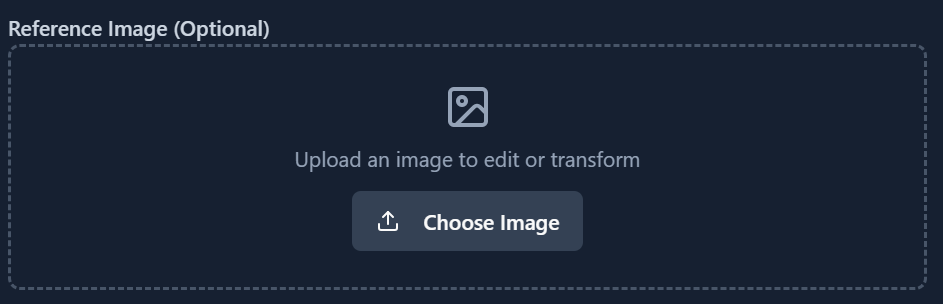 Reference Image (Optional)
Upload an image to edit or transform
Choose Image